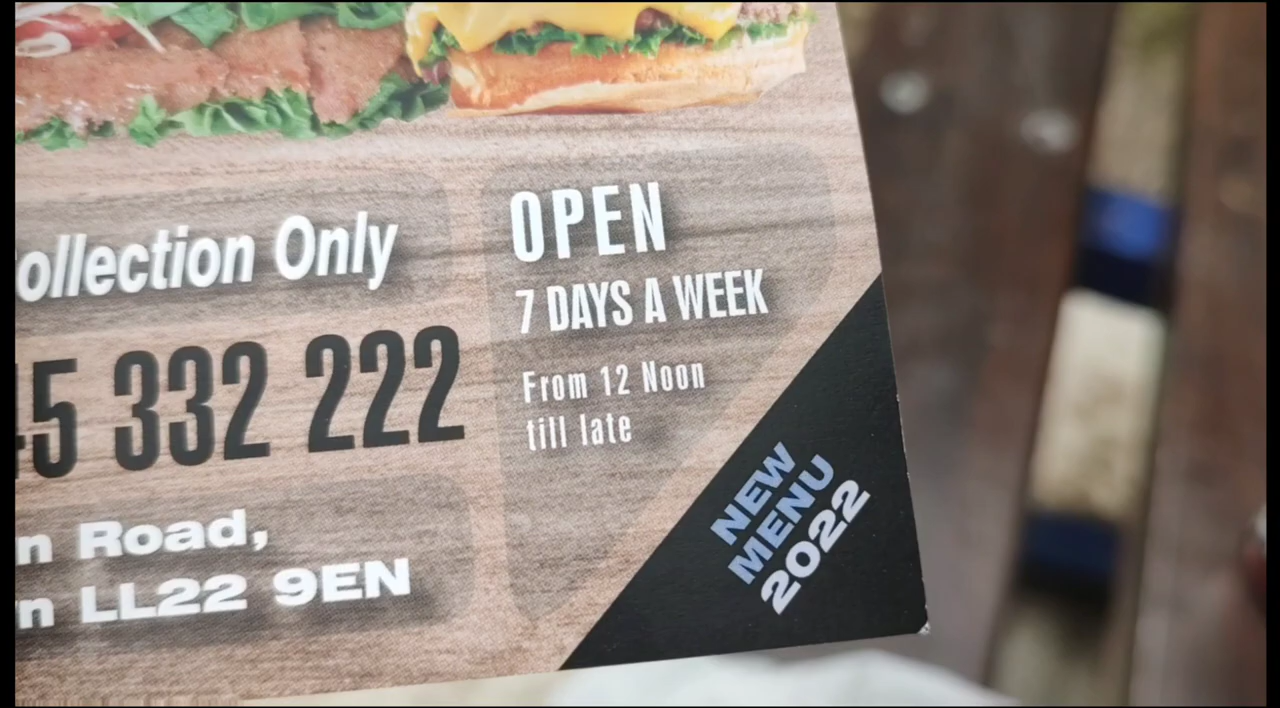 ollection Only
45 332 222
n Road,
n LL22 9EN
OPEN
7 DAYS A WEEK
From 12 Noon
till late
NEW
MENU
2022